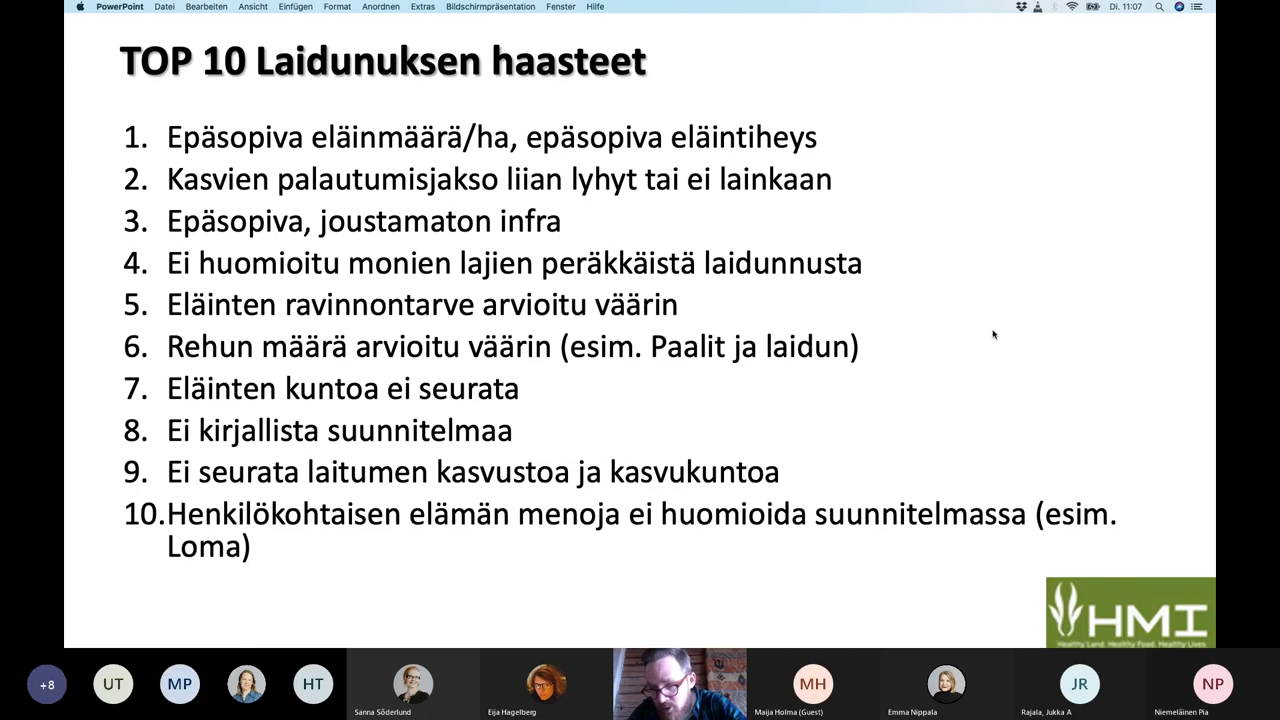 PowerPoint Datei Bearbeiten Ansicht Einfügen Format Anordnen Extras Bildschirmpräsentation Fenster Hilfe Di. 11:07
TOP 10 Laidunuksen haasteet
1. Epäsopiva eläinmäärä/ha, epäsopiva eläintiheys
2. Kasvien palautumisjakso liian lyhyt tai ei lainkaan
3. Epäsopiva, joustamaton infra
4. Ei huomioitu monien lajien peräkkäistä laidunnusta
5. Eläinten ravinnontarve arvioitu väärin
6. Rehun määrä arvioitu väärin (esim. Paalit ja laidun)
7. Eläinten kuntoa ei seurata
8. Ei kirjallista suunnitelmaa
9. Ei seurata laitumen kasvustoa ja kasvukuntoa
10. Henkilökohtaisen elämän menoja ei huomioida suunnitelmassa (esim.
Loma)
HMI
Healthy Land. Healthy Food. Healthy Lives.
+8 UT MP HT MH JR NP
Sanna Söderlund Eija Hagelberg Maija Holma (Guest) Emma Nippala Rajala, Jukka A Niemeläinen Pia